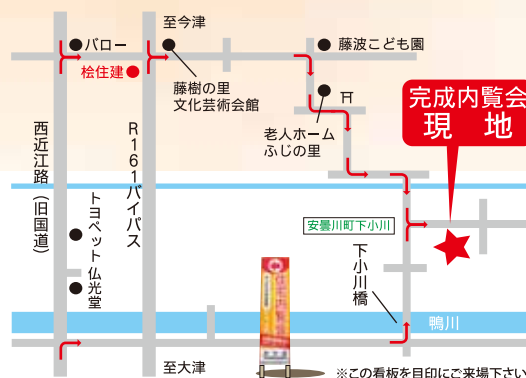 至今津
バロー
藤波こども園
桧住建
藤樹の里
文化芸術会館
完成内覧会
現 地
老人ホーム
ふじの里
西近江路（旧国道）
R161バイパス
トヨペット
仏光堂
安曇川町下小川
下小川橋
鴨川
至大津
※この看板を目印にご来場下さい